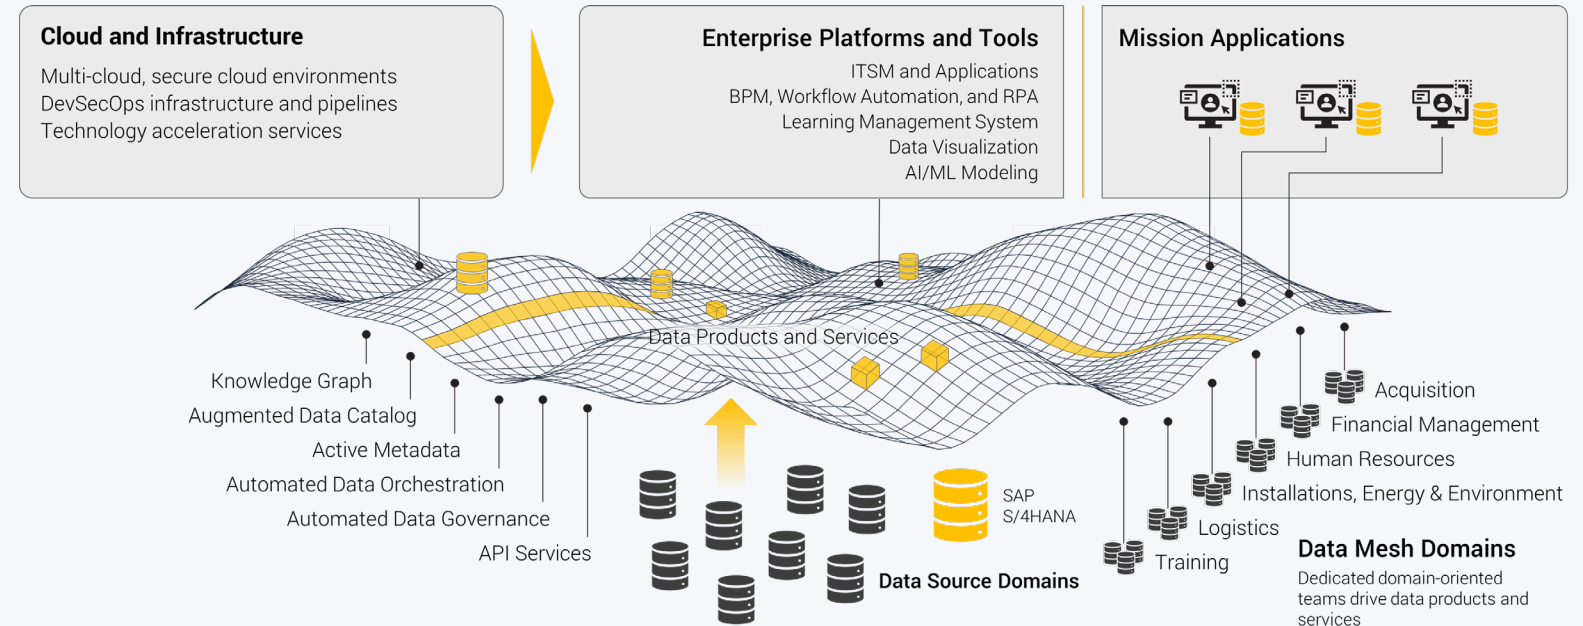 Cloud and Infrastructure
Multi-cloud, secure cloud environments
DevSecOps infrastructure and pipelines
Technology acceleration services
Enterprise Platforms and Tools
ITSM and Applications
BPM, Workflow Automation, and RPA
Learning Management System
Data Visualization
AI/ML Modeling
Mission Applications
Data Products and Services
Knowledge Graph
Augmented Data Catalog
Active Metadata
Automated Data Orchestration
Automated Data Governance
API Services
SAP
S/4HANA
Data Source Domains
Acquisition
Financial Management
Human Resources
Installations, Energy & Environment
Logistics
Training
Data Mesh Domains
Dedicated domain-oriented
teams drive data products and
services